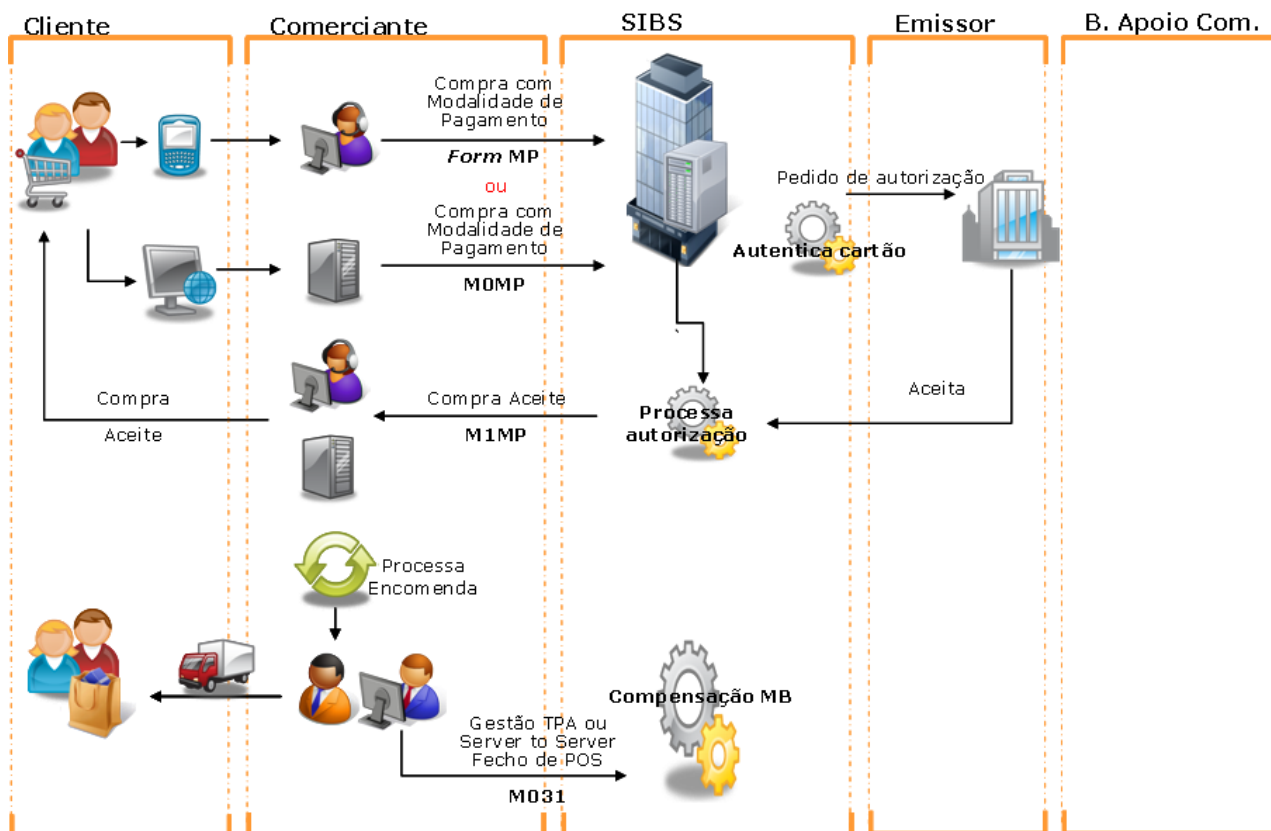 Cliente
Comerciante
SIBS
Emissor
B. Apoio Com.
Compra com
Modalidade de
Pagamento
Form MP
ou
Compra com
Modalidade de
Pagamento
M0MP
Pedido de autorização
Autentica cartão
Compra
Aceite
Compra Aceite
M1MP
Processa
autorização
Aceita
Processa
Encomenda
Compensação MB
Gestão TPA ou
Server to Server
Fecho de POS
M031